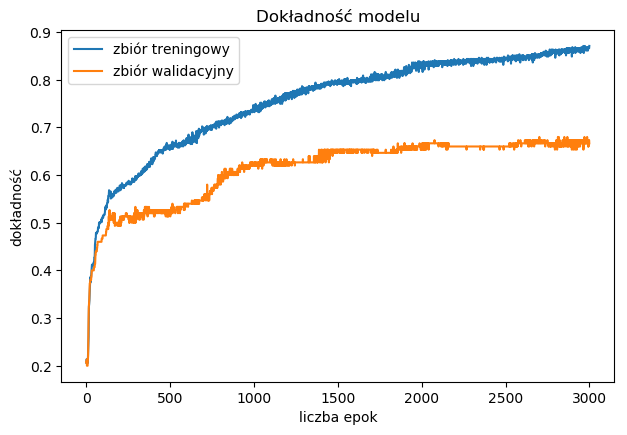 Dokładność modelu
zbiór treningowy
zbiór walidacyjny
dokładność
0.9
0.8
0.7
0.6
0.5
0.4
0.3
0.2
0 500 1000 1500 2000 2500 3000
liczba epok